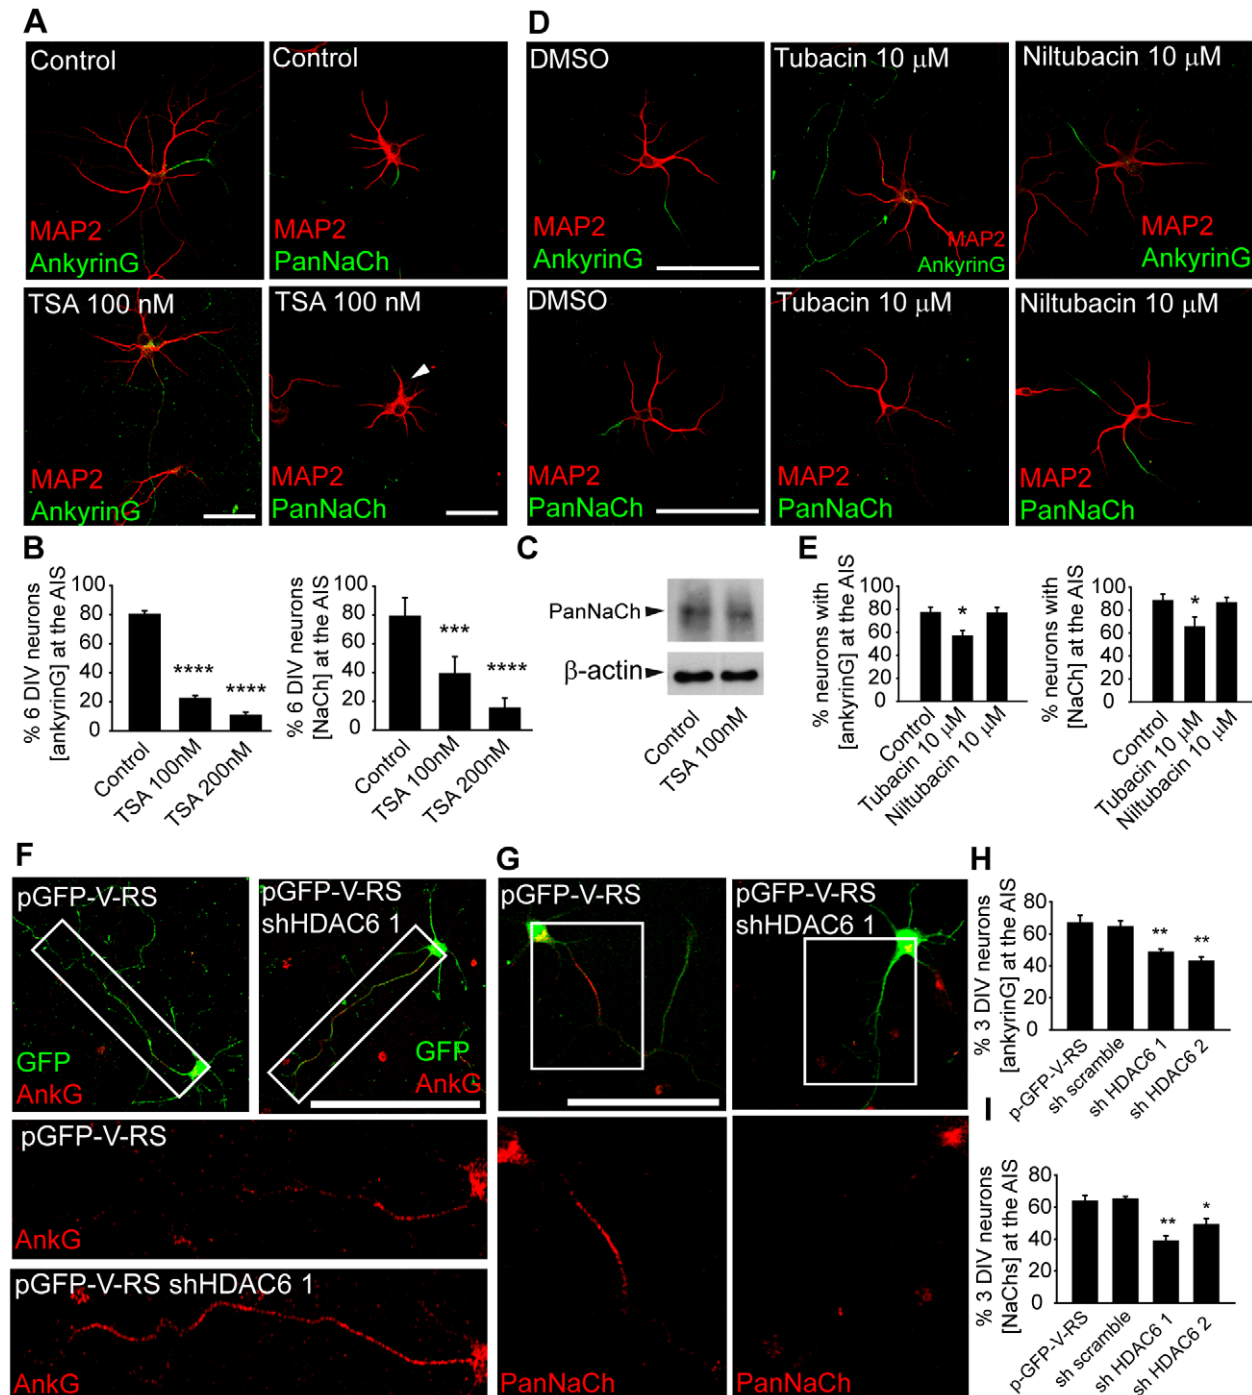 A
Control
MAP2
AnkyrinG
Control
MAP2
PanNaCh
TSA 100 nM
MAP2
AnkyrinG
TSA 100 nM
MAP2
PanNaCh
D
DMSO
MAP2
AnkyrinG
Tubacin 10 μM
MAP2
AnkyrinG
Niltubacin 10 μM
MAP2
AnkyrinG
DMSO
MAP2
PanNaCh
Tubacin 10 μM
MAP2
PanNaCh
Niltubacin 10 μM
MAP2
PanNaCh
B
% 6 DIV neurons
[ankyrinG] at the AIS
100
80
60
40
20
0
****
****
Control
TSA 100nM
TSA 200nM
% 6 DIV neurons
[NaCh] at the AIS
100
80
60
40
20
0
***
****
Control
TSA 100nM
TSA 200nM
C
PanNaCh
β-actin
Control
TSA 100nM
E
% neurons with
[ankyrinG] at the AIS
100
80
60
40
20
0
*
Control
Tubacin 10 μM
Niltubacin 10 μM
% neurons with
[NaCh] at the AIS
100
80
60
40
20
0
*
Control
Tubacin 10 μM
Niltubacin 10 μM
F
pGFP-V-RS
GFP
AnkG
pGFP-V-RS
shHDAC6 1
GFP
AnkG
pGFP-V-RS
AnkG
pGFP-V-RS shHDAC6 1
AnkG
G
pGFP-V-RS
pGFP-V-RS
shHDAC6 1
PanNaCh
PanNaCh
H
% 3 DIV neurons
[ankyrinG] at the AIS
80
60
40
20
0
**
**
p-GFP-V-RS
sh scramble
sh HDAC6 1
sh HDAC6 2
I
% 3 DIV neurons
[NaChs] at the AIS
80
60
40
20
0
**
*
p-GFP-V-RS
sh scramble
sh HDAC6 1
sh HDAC6 2